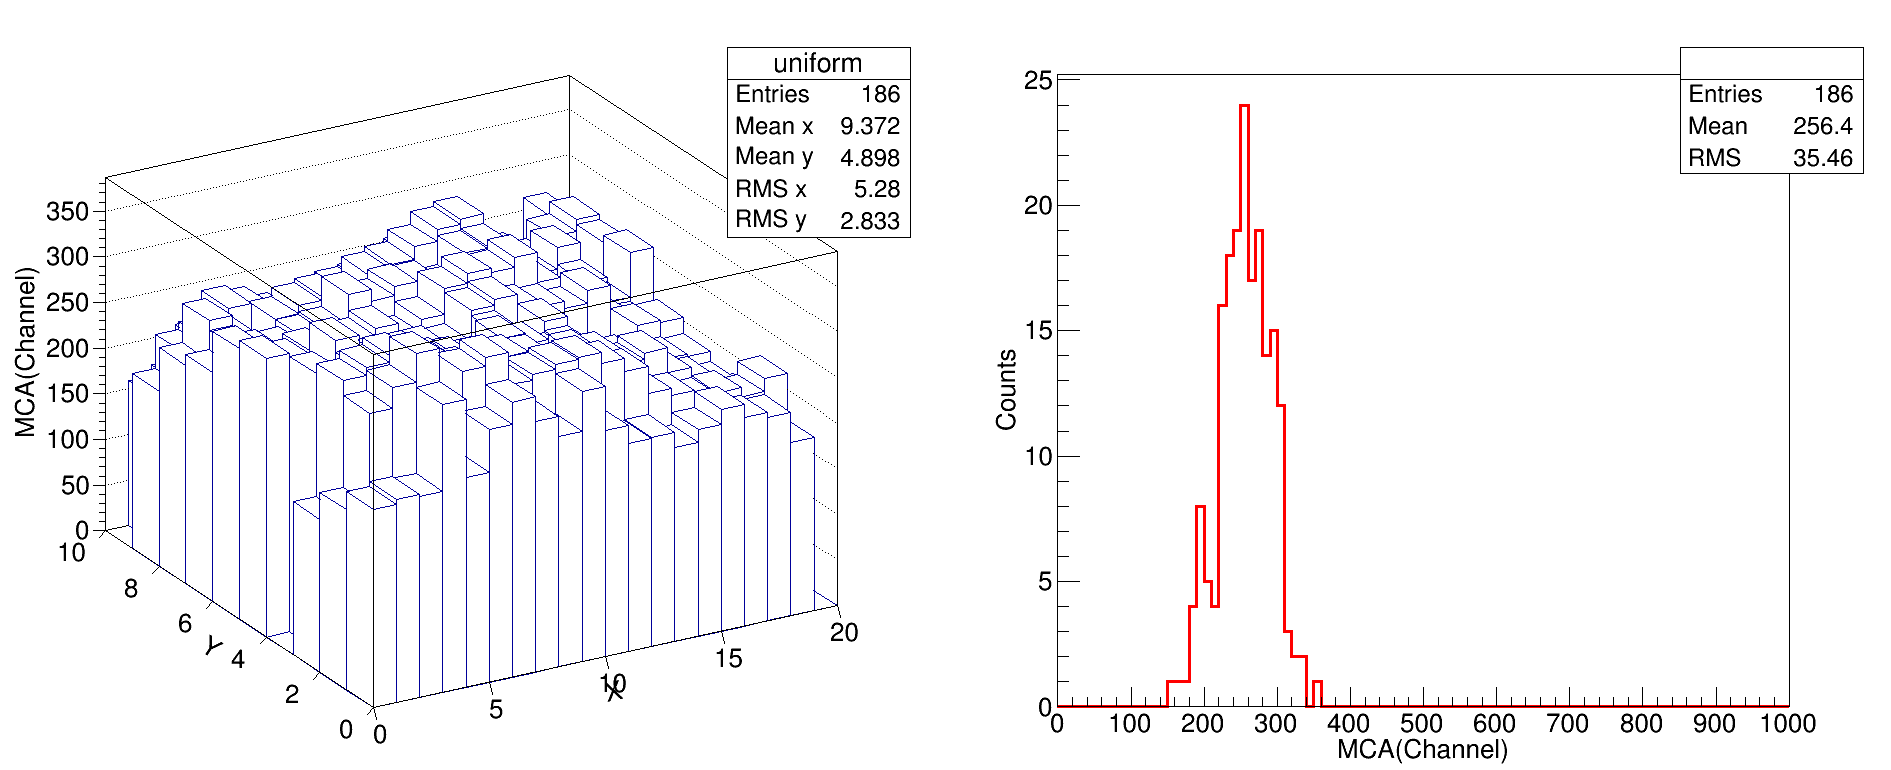 uniform
Entries 186
Mean x 9.372
Mean y 4.898
RMS x 5.28
RMS y 2.833
MCA(Channel)
350
300
250
200
150
100
50
0
10
8
6
4
2
0
Y
0
5
10
15
20
X
Entries 186
Mean 256.4
RMS 35.46
Counts
25
20
15
10
5
0
0 100 200 300 400 500 600 700 800 900 1000
MCA(Channel)